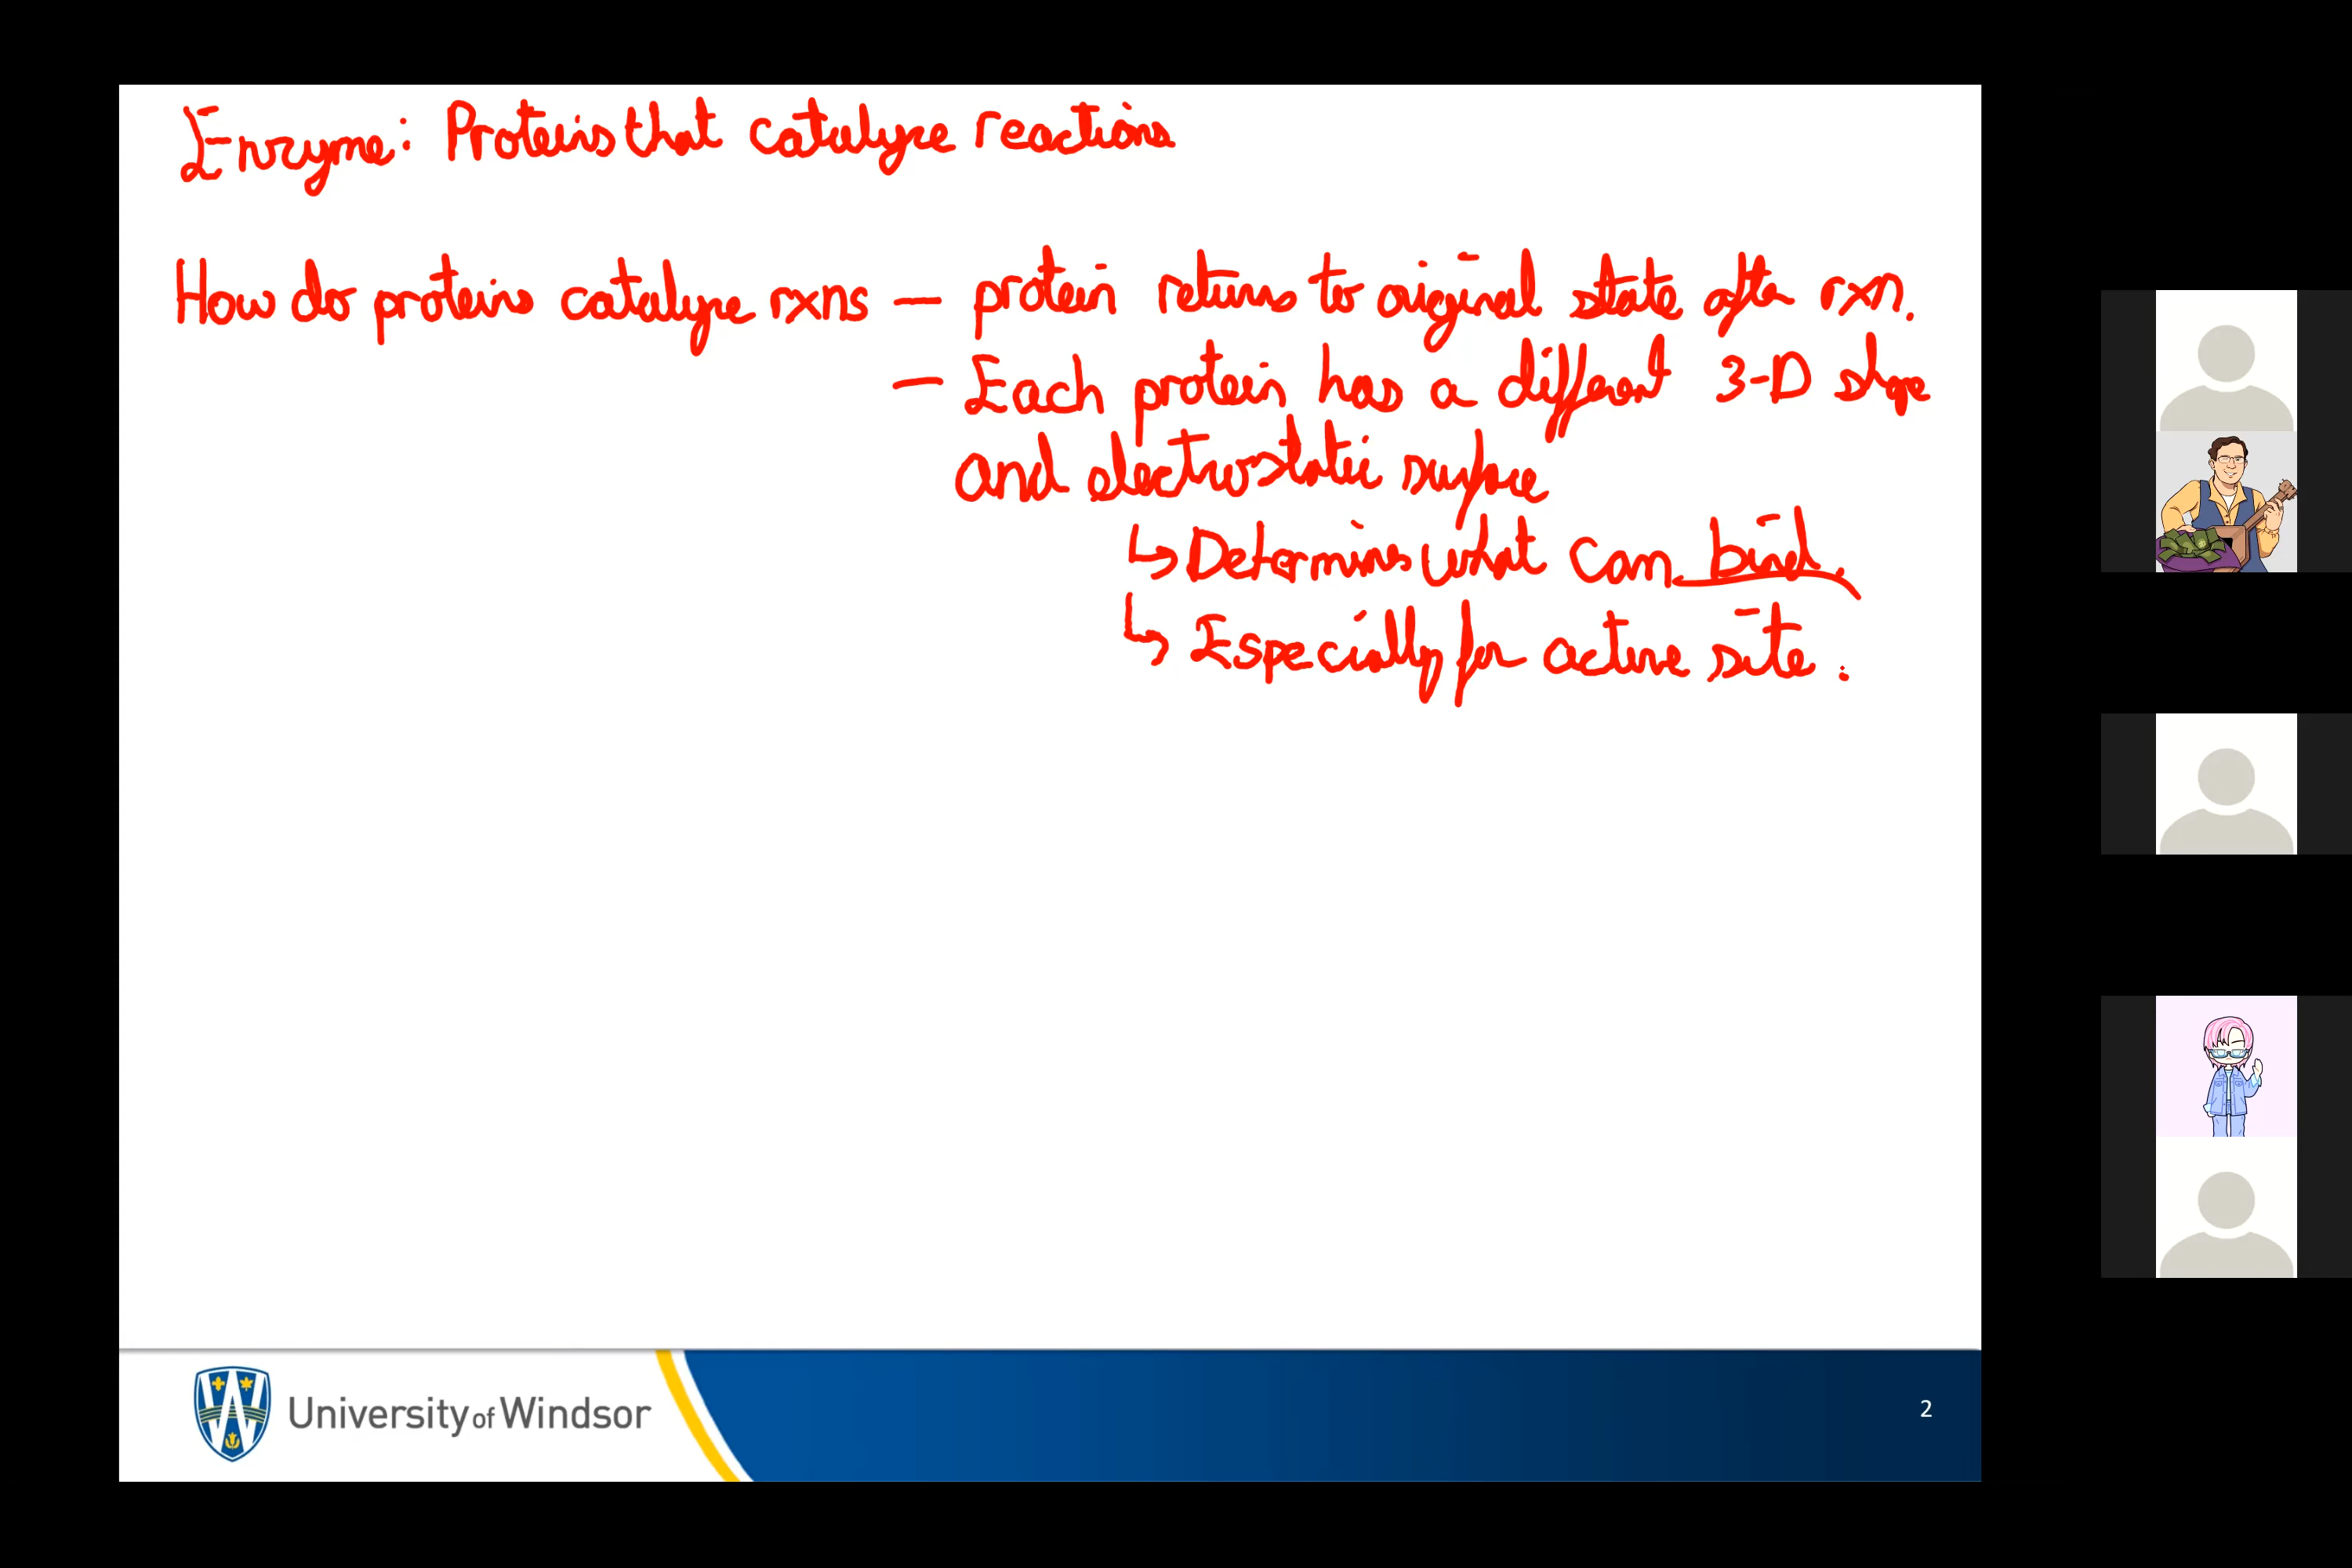 Enzyme: Proteins that catalyze reactions
How do proteins catalyze rxns — protein returns to original state after rxn.
— Each protein has a different 3-D shape
and electrostatic surface
↳ Determines what can bind.
↳ Especially for active site.
University of Windsor
2